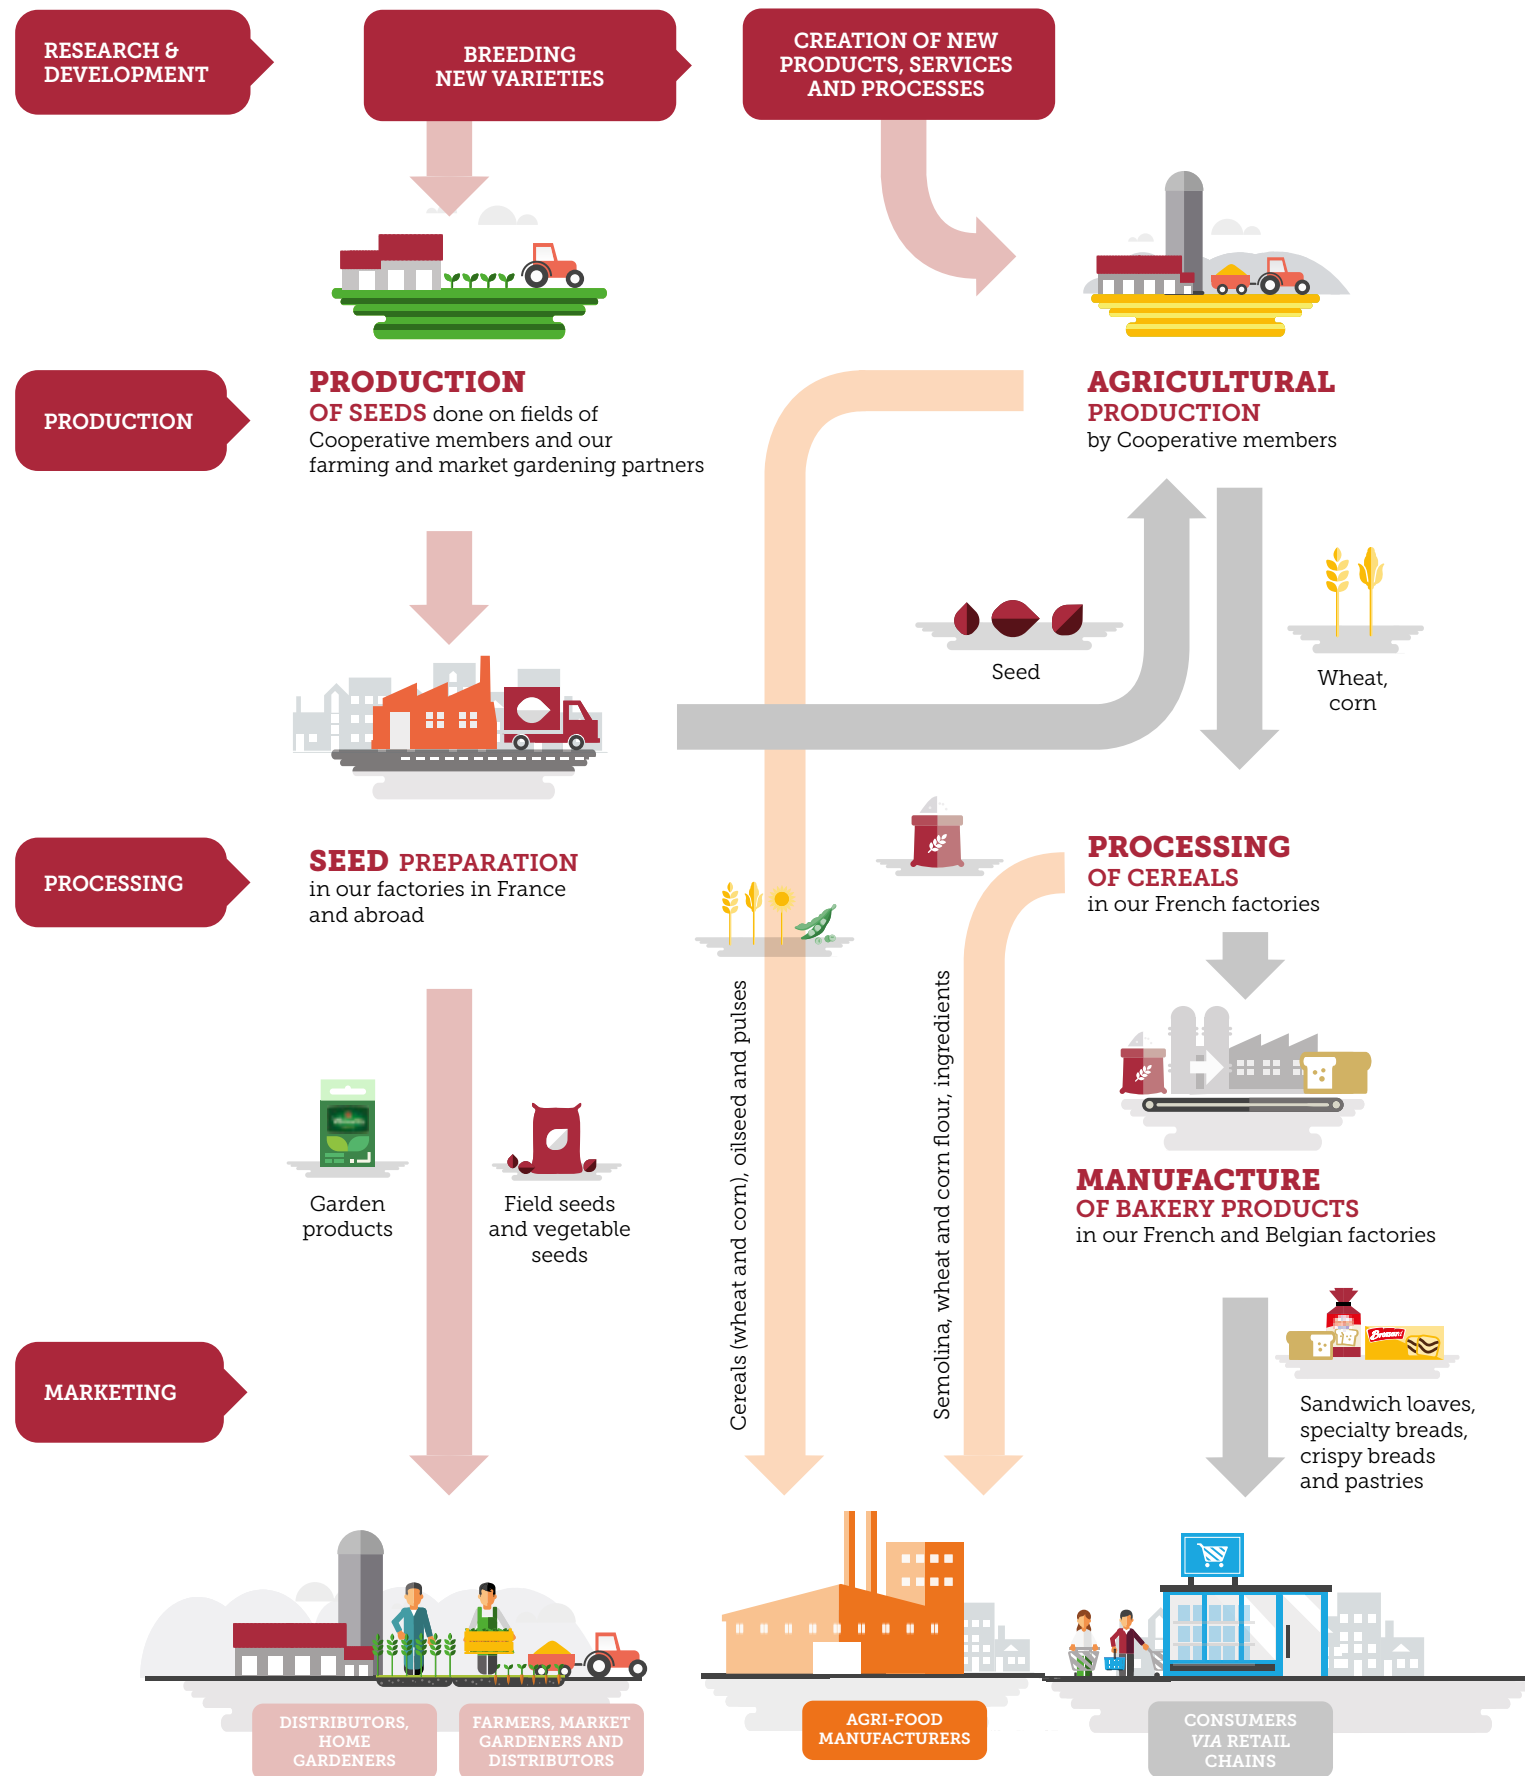 RESEARCH &
DEVELOPMENT
BREEDING
NEW VARIETIES
CREATION OF NEW
PRODUCTS, SERVICES
AND PROCESSES
PRODUCTION
PRODUCTION
OF SEEDS done on fields of
Cooperative members and our
farming and market gardening partners
AGRICULTURAL
PRODUCTION
by Cooperative members
Seed
Wheat,
corn
PROCESSING
SEED PREPARATION
in our factories in France
and abroad
PROCESSING
OF CEREALS
in our French factories
Cereals (wheat and corn), oilseed and pulses
Semolina, wheat and corn flour, ingredients
Garden
products
Field seeds
and vegetable
seeds
MANUFACTURE
OF BAKERY PRODUCTS
in our French and Belgian factories
MARKETING
Sandwich loaves,
specialty breads,
crispy breads
and pastries
DISTRIBUTORS,
HOME
GARDENERS
FARMERS, MARKET
GARDENERS AND
DISTRIBUTORS
AGRI-FOOD
MANUFACTURERS
CONSUMERS
VIA RETAIL
CHAINS